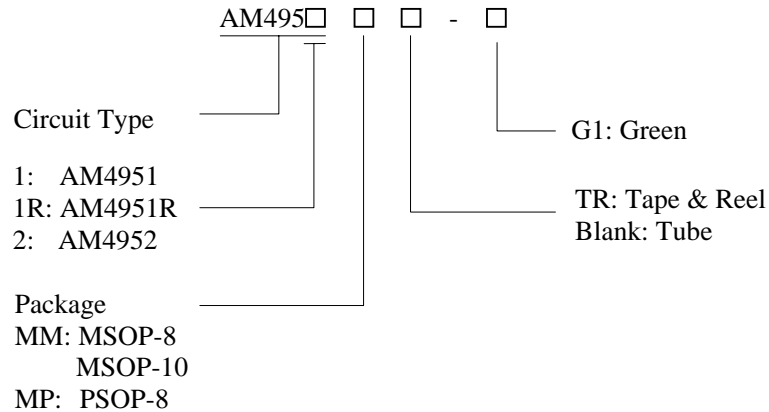 AM495□ □ □ - □
Circuit Type
1: AM4951
1R: AM4951R
2: AM4952
Package
MM: MSOP-8
MSOP-10
MP: PSOP-8
G1: Green
TR: Tape & Reel
Blank: Tube